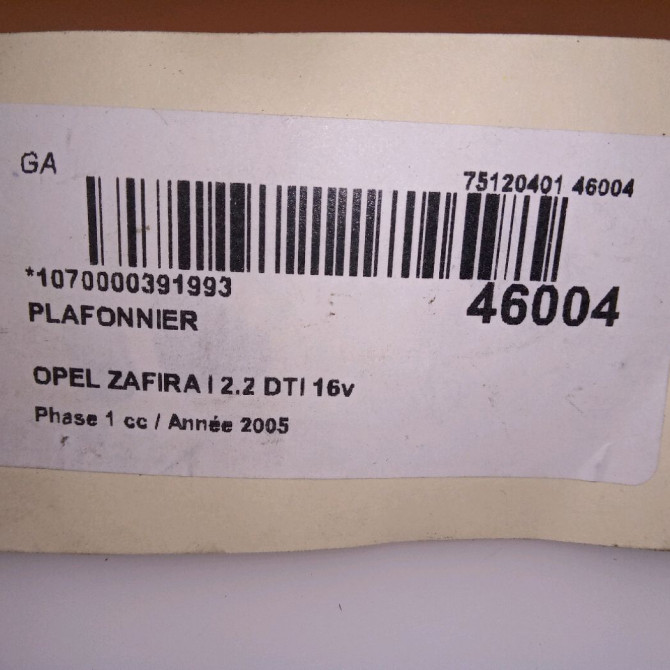 GA
75120401 46004
*1070000391993
46004
PLAFONNIER
OPEL ZAFIRA I 2.2 DTI 16v
Phase 1 cc / Année 2005